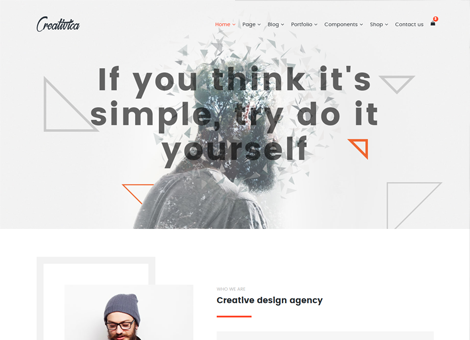 Creativica
Home Page Blog Portfolio Components Shop Contact us
If you think it's
simple, try do it
yourself
WHO WE ARE
Creative design agency